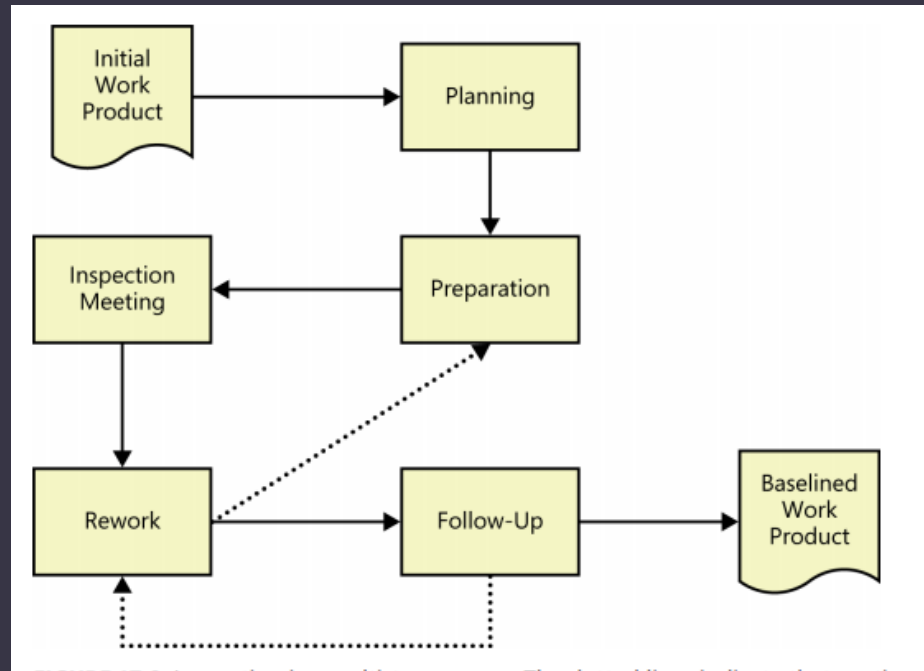 Initial
Work
Product
Planning
Inspection
Meeting
Preparation
Rework
Follow-Up
Baselined
Work
Product